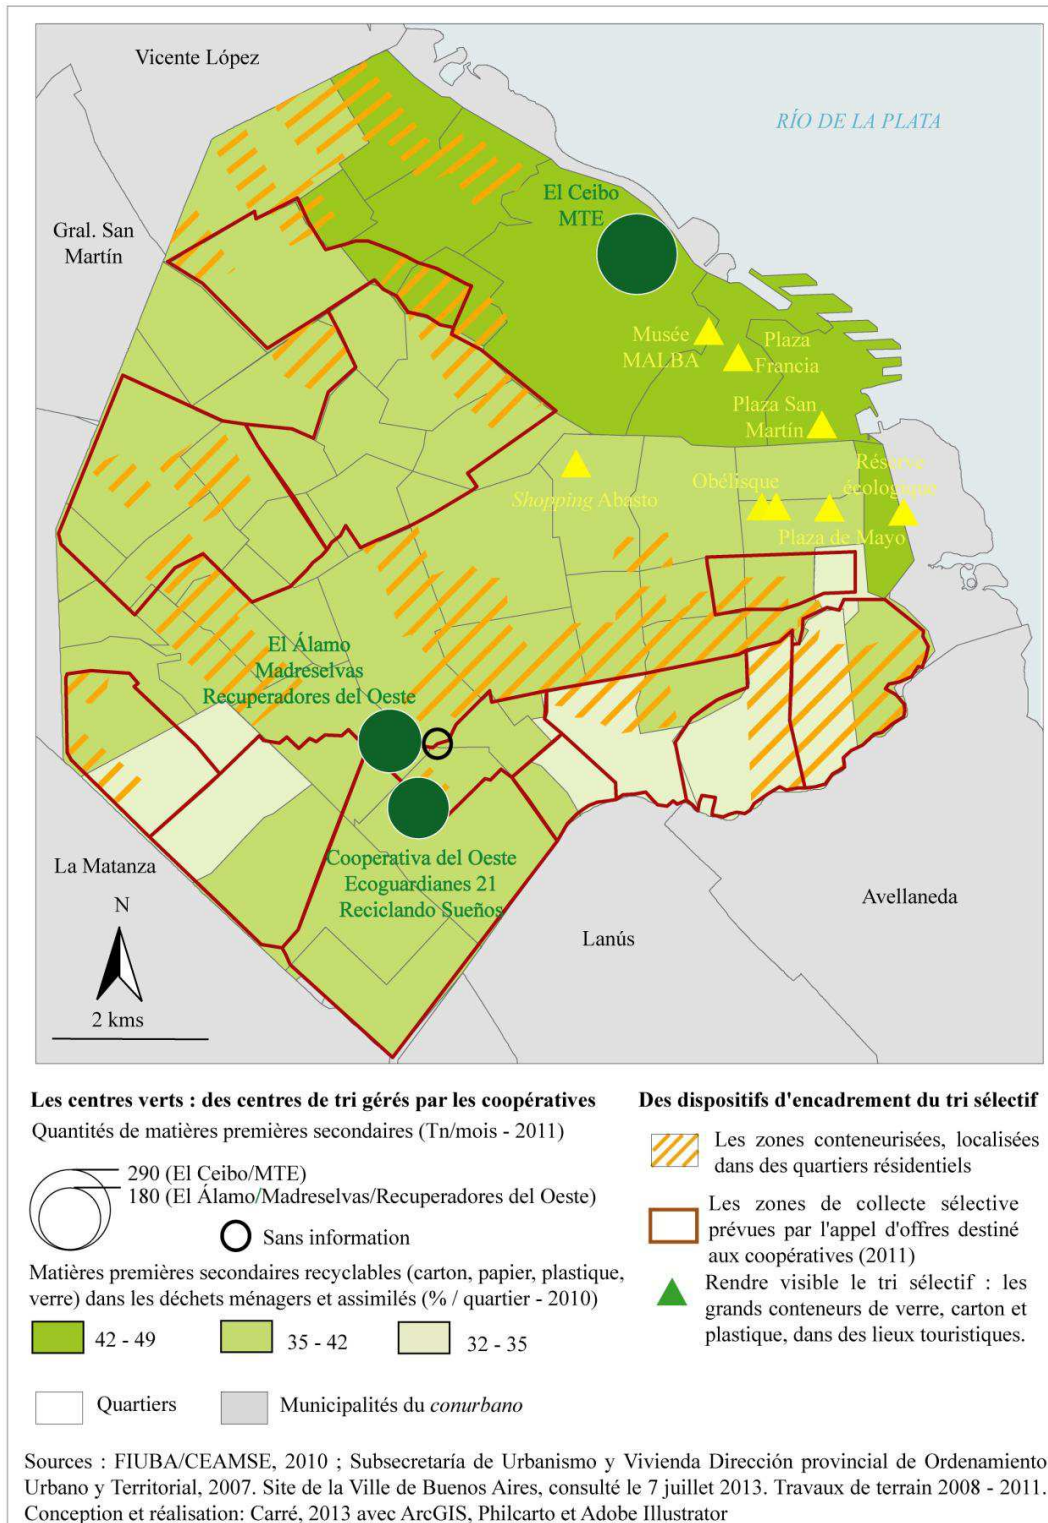 Vicente López
RÍO DE LA PLATA
El Ceibo
MTE
Gral. San
Martín
Musée
MALBA
Plaza
Francia
Plaza San
Martín
Réserve
écologique
Obélisque
Shopping Abasto
Plaza de Mayo
El Álamo
Madreselvas
Recuperadores del Oeste
La Matanza
Cooperativa del Oeste
Ecoguardianes 21
Reciclando Sueños
Avellaneda
Lanús
N
2 kms
Les centres verts : des centres de tri gérés par les coopératives
Quantités de matières premières secondaires (Tn/mois - 2011)
290 (El Ceibo/MTE)
180 (El Álamo/Madreselvas/Recuperadores del Oeste)
Sans information
Matières premières secondaires recyclables (carton, papier, plastique,
verre) dans les déchets ménagers et assimilés (% / quartier - 2010)
42 - 49
35 - 42
32 - 35
Quartiers
Municipalités du conurbano
Des dispositifs d'encadrement du tri sélectif
Les zones conteneurisées, localisées
dans des quartiers résidentiels
Les zones de collecte sélective
prévues par l'appel d'offres destiné
aux coopératives (2011)
Rendre visible le tri sélectif : les
grands conteneurs de verre, carton et
plastique, dans des lieux touristiques.
Sources : FIUBA/CEAMSE, 2010 ; Subsecretaría de Urbanismo y Vivienda Dirección provincial de Ordenamiento
Urbano y Territorial, 2007. Site de la Ville de Buenos Aires, consulté le 7 juillet 2013. Travaux de terrain 2008 - 2011.
Conception et réalisation: Carré, 2013 avec ArcGIS, Philcarto et Adobe Illustrator